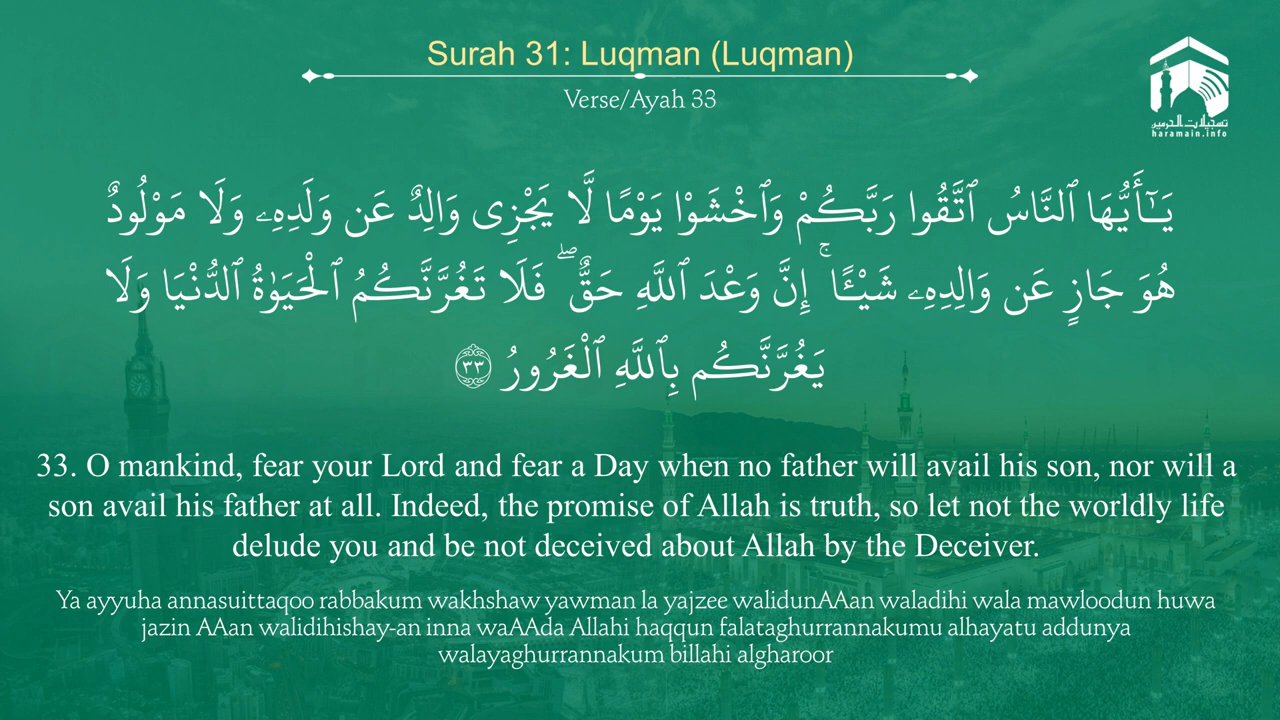 Surah 31: Luqman (Luqman)
Verse/Ayah 33
تسجيلات الحرمين
haramain.info
يَـٰٓأَيُّهَا ٱلنَّاسُ ٱتَّقُوا رَبَّكُمْ وَٱخْشَوْا يَوْمًا لَّا يَجْزِى وَالِدٌ عَن وَلَدِهِۦ وَلَا مَوْلُودٌ
هُوَ جَازٍ عَن وَالِدِهِۦ شَيْـًٔا ۚ إِنَّ وَعْدَ ٱللَّهِ حَقٌّ ۖ فَلَا تَغُرَّنَّكُمُ ٱلْحَيَوٰةُ ٱلدُّنْيَا وَلَا
يَغُرَّنَّكُم بِٱللَّهِ ٱلْغَرُورُ ٣٣
33. O mankind, fear your Lord and fear a Day when no father will avail his son, nor will a
son avail his father at all. Indeed, the promise of Allah is truth, so let not the worldly life
delude you and be not deceived about Allah by the Deceiver.
Ya ayyuha annasuittaqoo rabbakum wakhshaw yawman la yajzee walidunAAan waladihi wala mawloodun huwa
jazin AAan walidihishay-an inna waAAda Allahi haqqun falataghurrannakumu alhayatu addunya
walayaghurrannakum billahi algharoor